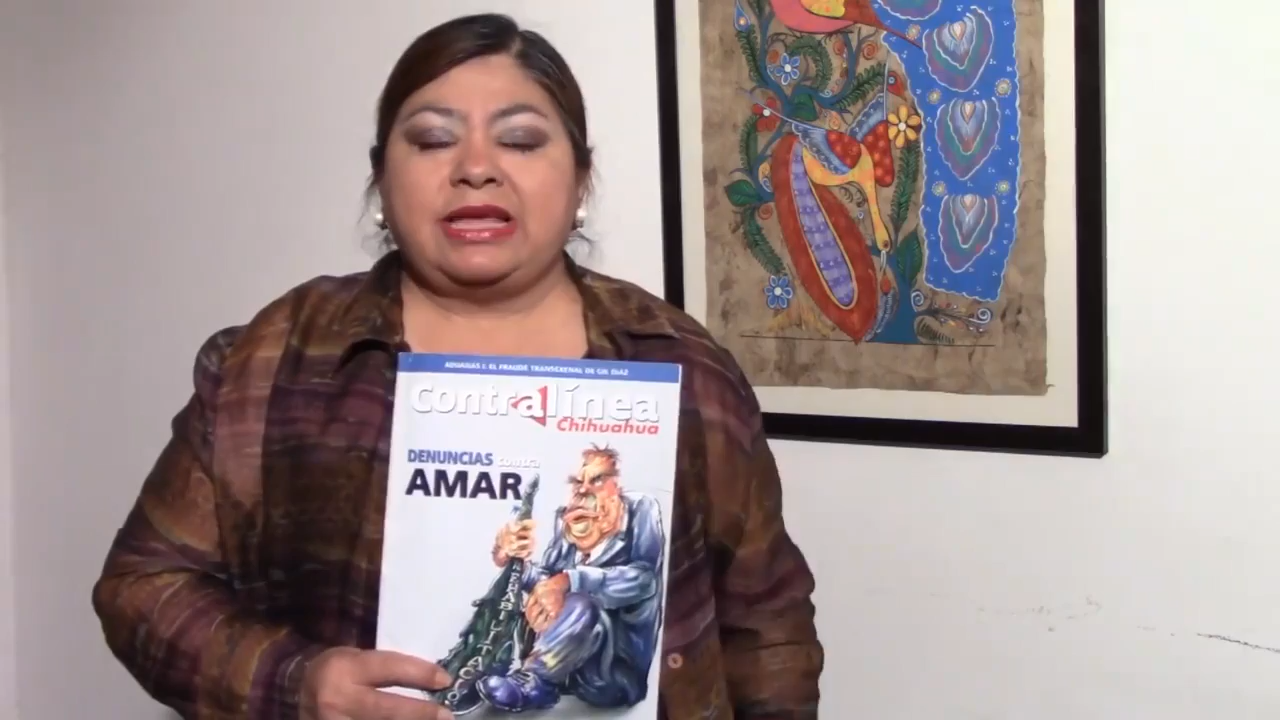 ADUANAS I: EL FRAUDE TRANSEXENAL DE GIL DÍAZ
Contralínea
Chihuahua
DENUNCIAS contra
AMAR